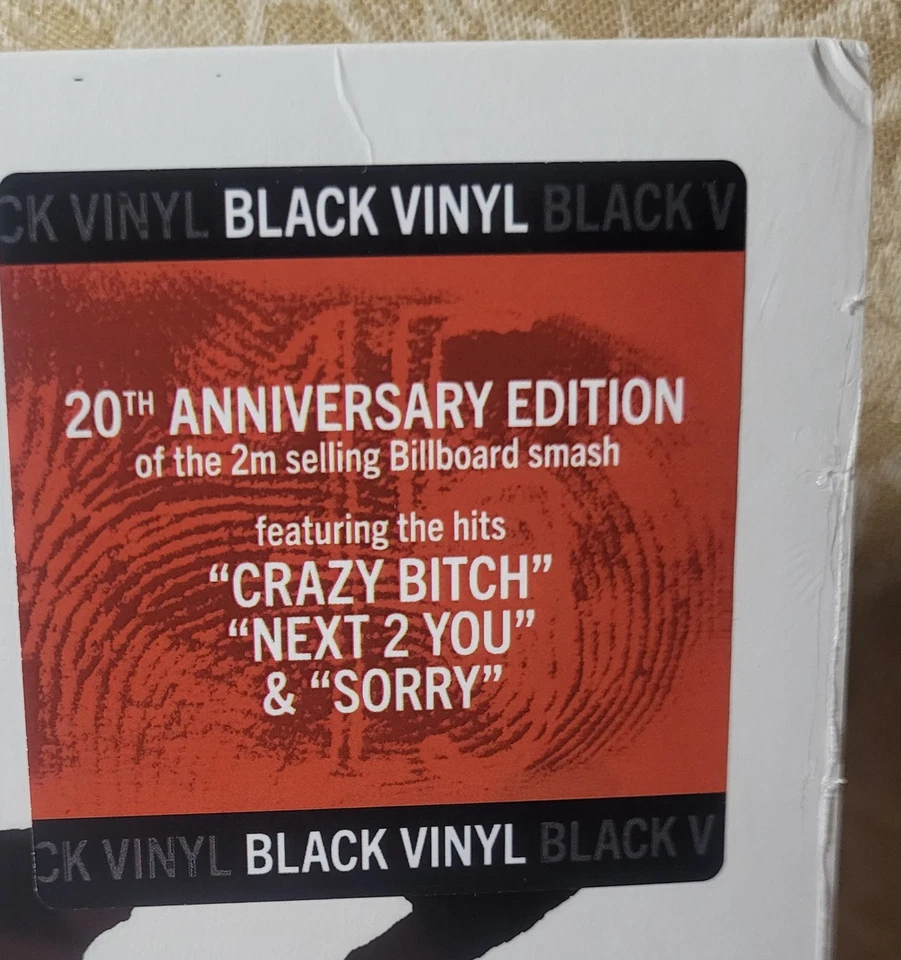 CK VINYL BLACK VINYL BLACK V
20TH ANNIVERSARY EDITION
of the 2m selling Billboard smash
featuring the hits
“CRAZY BITCH”
“NEXT 2 YOU”
& “SORRY”
CK VINYL BLACK VINYL BLACK V